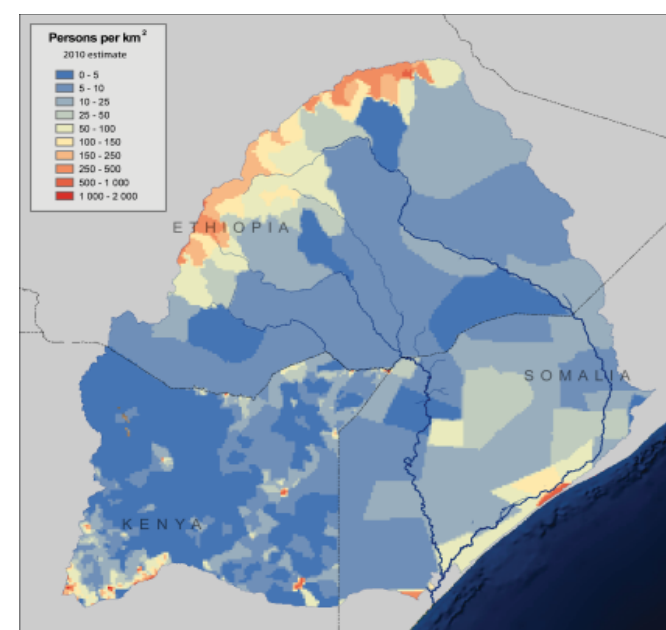 Persons per km²
2010 estimate
0 - 5
5 - 10
10 - 25
25 - 50
50 - 100
100 - 150
150 - 250
250 - 500
500 - 1 000
1 000 - 2 000
ETHIOPIA
SOMALIA
KENYA